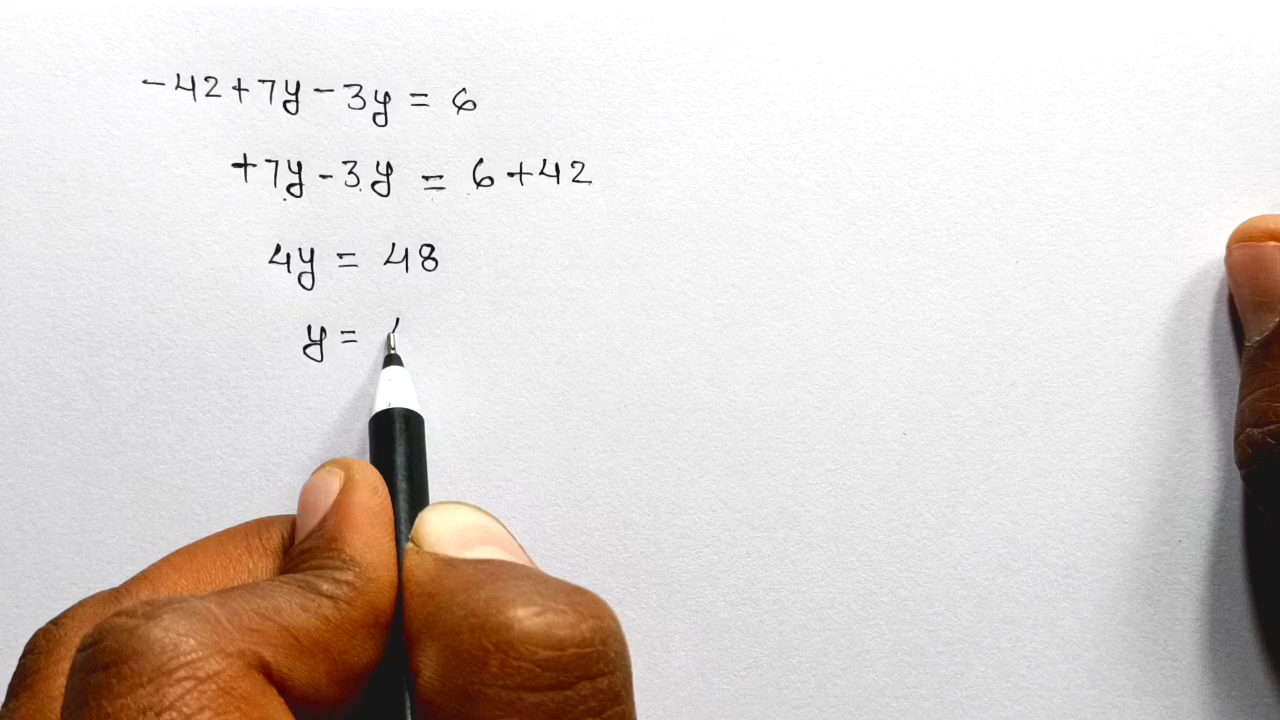 -42+7y-3y = 6
+7y-3y = 6+42
4y = 48
y =